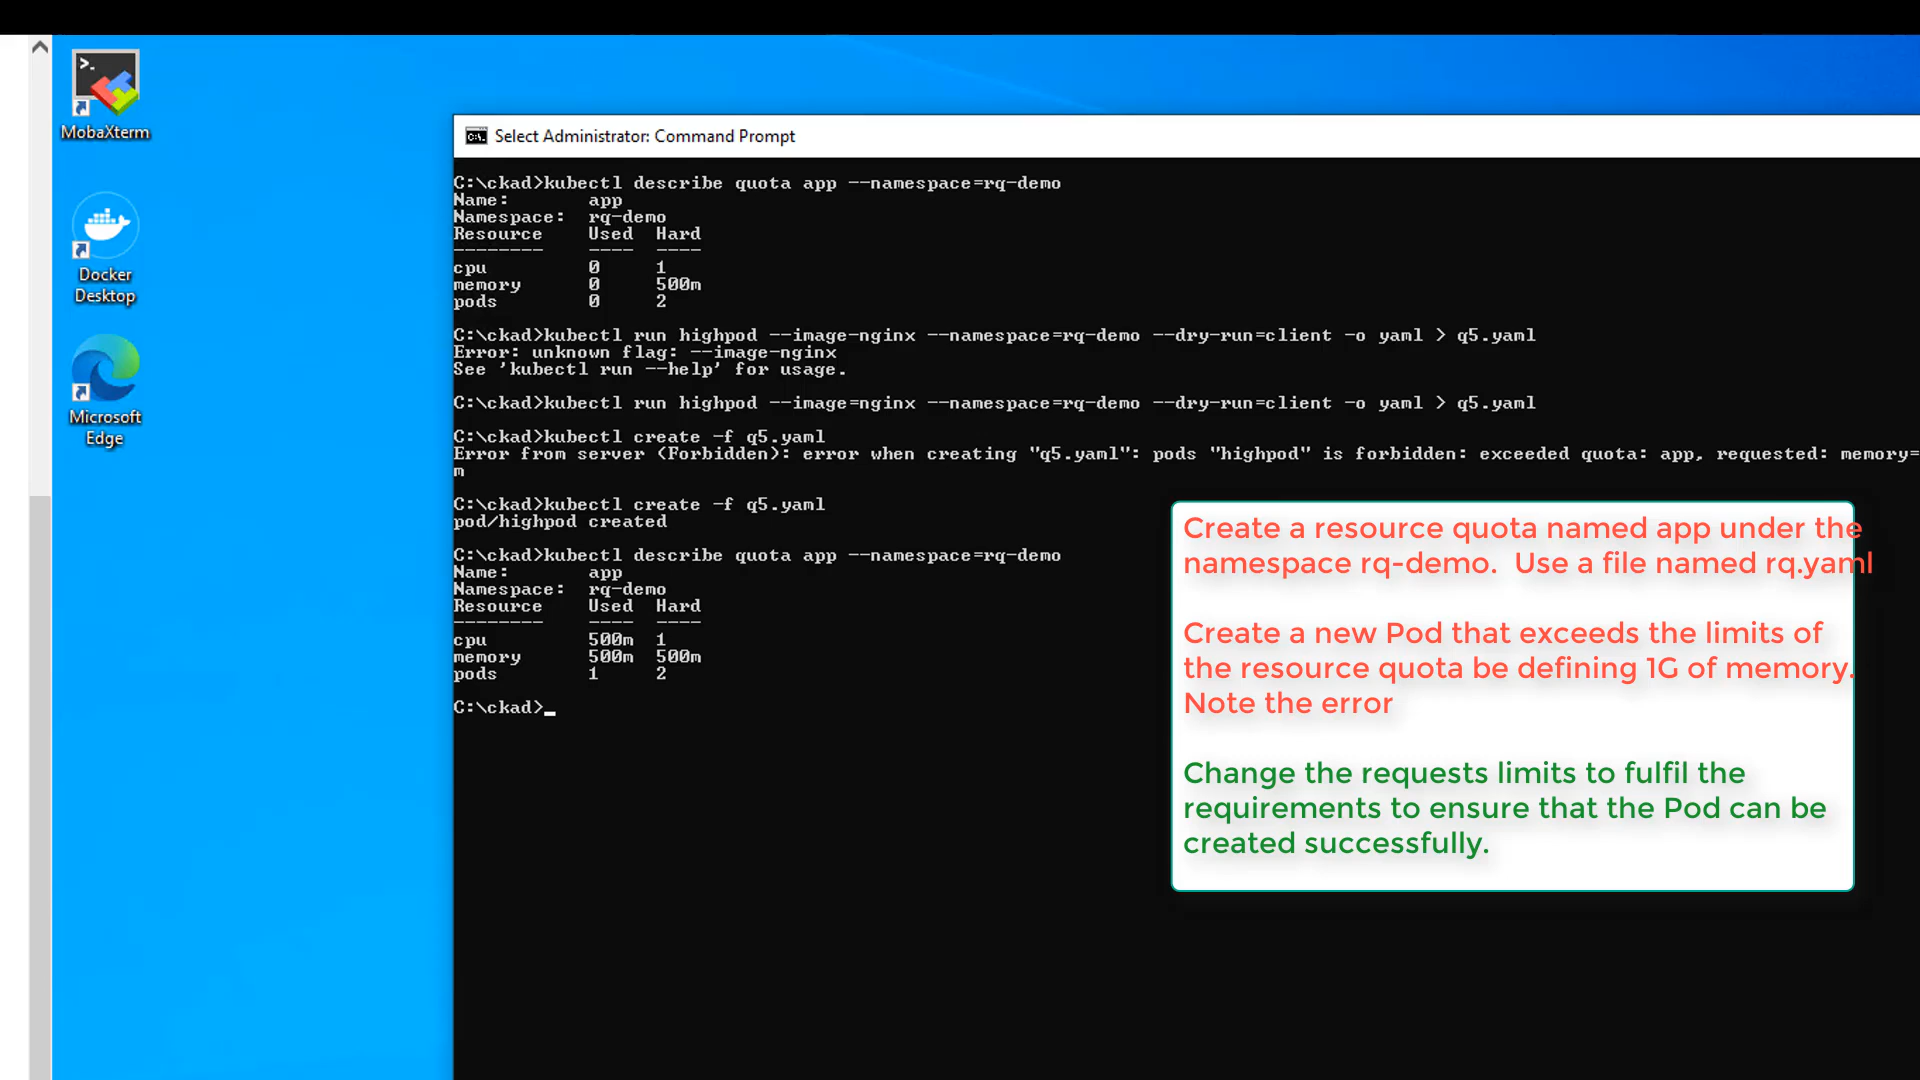 MobaXterm
Docker
Desktop
Microsoft
Edge
Select Administrator: Command Prompt
C:\ckad>kubectl describe quota app --namespace=rq-demo
Name:       app
Namespace:  rq-demo
Resource    Used  Hard
--------    ----  ----
cpu         0     1
memory      0     500m
pods        0     2
C:\ckad>kubectl run highpod --image-nginx --namespace=rq-demo --dry-run=client -o yaml > q5.yaml
Error: unknown flag: --image-nginx
See 'kubectl run --help' for usage.
C:\ckad>kubectl run highpod --image=nginx --namespace=rq-demo --dry-run=client -o yaml > q5.yaml
C:\ckad>kubectl create -f q5.yaml
Error from server (Forbidden): error when creating "q5.yaml": pods "highpod" is forbidden: exceeded quota: app, requested: memory=
m
C:\ckad>kubectl create -f q5.yaml
pod/highpod created
C:\ckad>kubectl describe quota app --namespace=rq-demo
Name:       app
Namespace:  rq-demo
Resource    Used  Hard
--------    ----  ----
cpu         500m  1
memory      500m  500m
pods        1     2
C:\ckad>_
Create a resource quota named app under the
namespace rq-demo.  Use a file named rq.yaml
Create a new Pod that exceeds the limits of
the resource quota be defining 1G of memory.
Note the error
Change the requests limits to fulfil the
requirements to ensure that the Pod can be
created successfully.